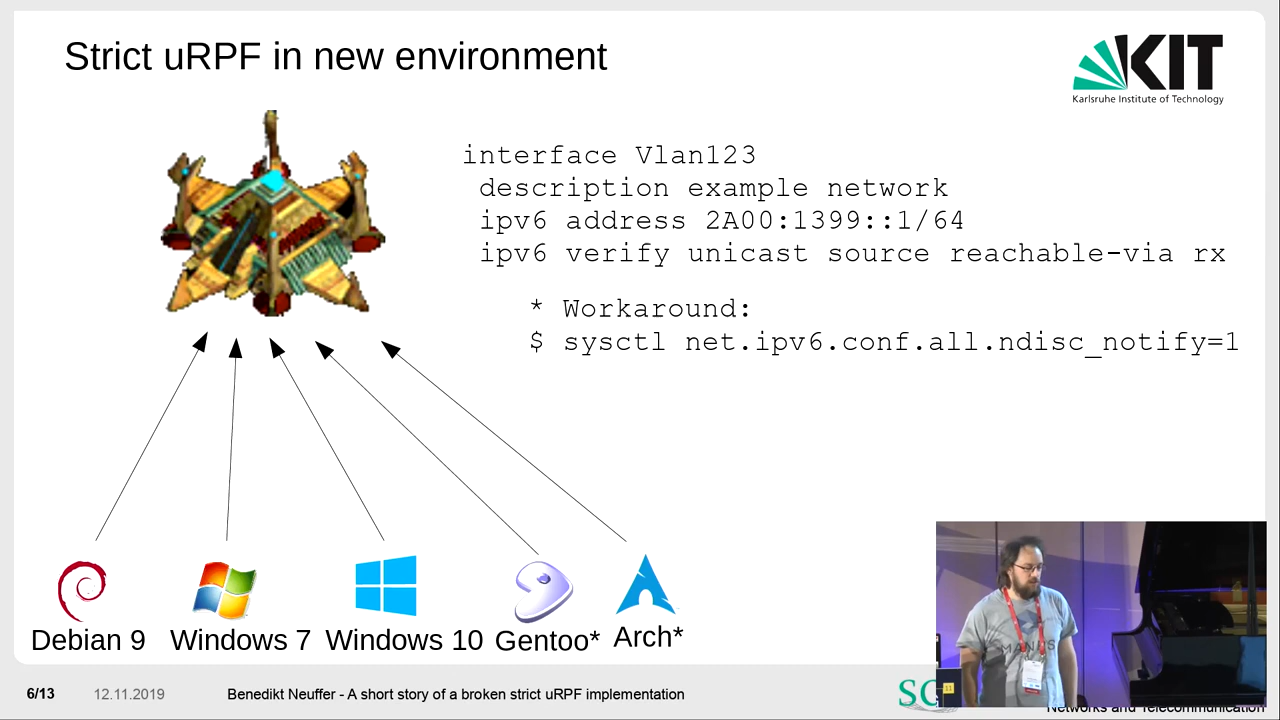 Strict uRPF in new environment
KIT
Karlsruhe Institute of Technology
interface Vlan123
description example network
ipv6 address 2A00:1399::1/64
ipv6 verify unicast source reachable-via rx
* Workaround:
$ sysctl net.ipv6.conf.all.ndisc_notify=1
Debian 9
Windows 7
Windows 10
Gentoo*
Arch*
6/13
12.11.2019
Benedikt Neuffer - A short story of a broken strict uRPF implementation
Networks and Telecommunication